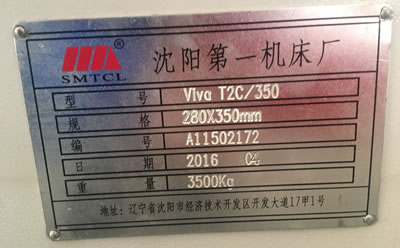 沈阳第一机床厂
®
SMTCL
型 号 Viva T2C/350
规 格 280X350mm
编 号 A11502172
日 期 2016 04
重 量 3500Kg
地址: 辽宁省沈阳市经济技术开发区开发大道17甲1号